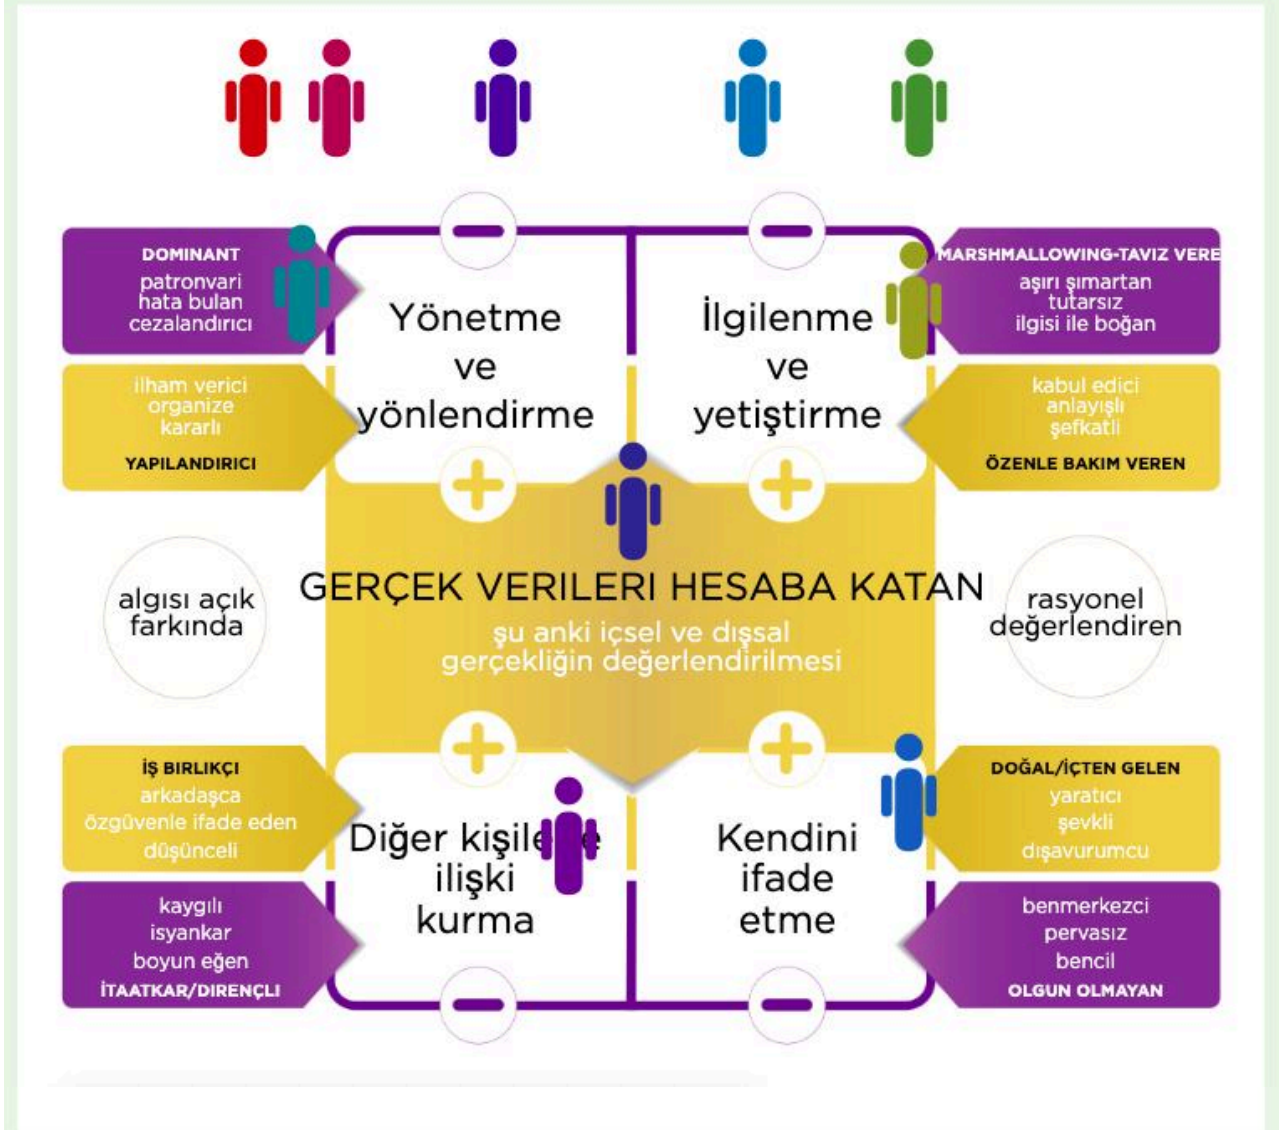 DOMINANT
patronvari
hata bulan
cezalandırıcı
Yönetme
ve
yönlendirme
İlgilenme
ve
yetiştirme
MARSHMALLOWING-TAVIZ VERE
aşırı şımartan
tutarsız
ilgisi ile boğan
ilham verici
organize
kararlı
YAPILANDIRICI
kabul edici
anlayışlı
şefkatli
ÖZENLE BAKIM VEREN
algısı açık
farkında
GERÇEK VERILERI HESABA KATAN
şu anki içsel ve dışsal
gerçekliğin değerlendirilmesi
rasyonel
değerlendiren
İŞ BIRLIKÇI
arkadaşca
özgüvenle ifade eden
düşünceli
Diğer
ilişki
kurma
Kendini
ifade
etme
DOĞAL/İÇTEN GELEN
yaratıcı
şevkli
dışavurumcu
kaygılı
isyankar
boyun eğen
İTAATKAR/DIRENÇLI
benmerkezci
pervasız
bencil
OLGUN OLMAYAN